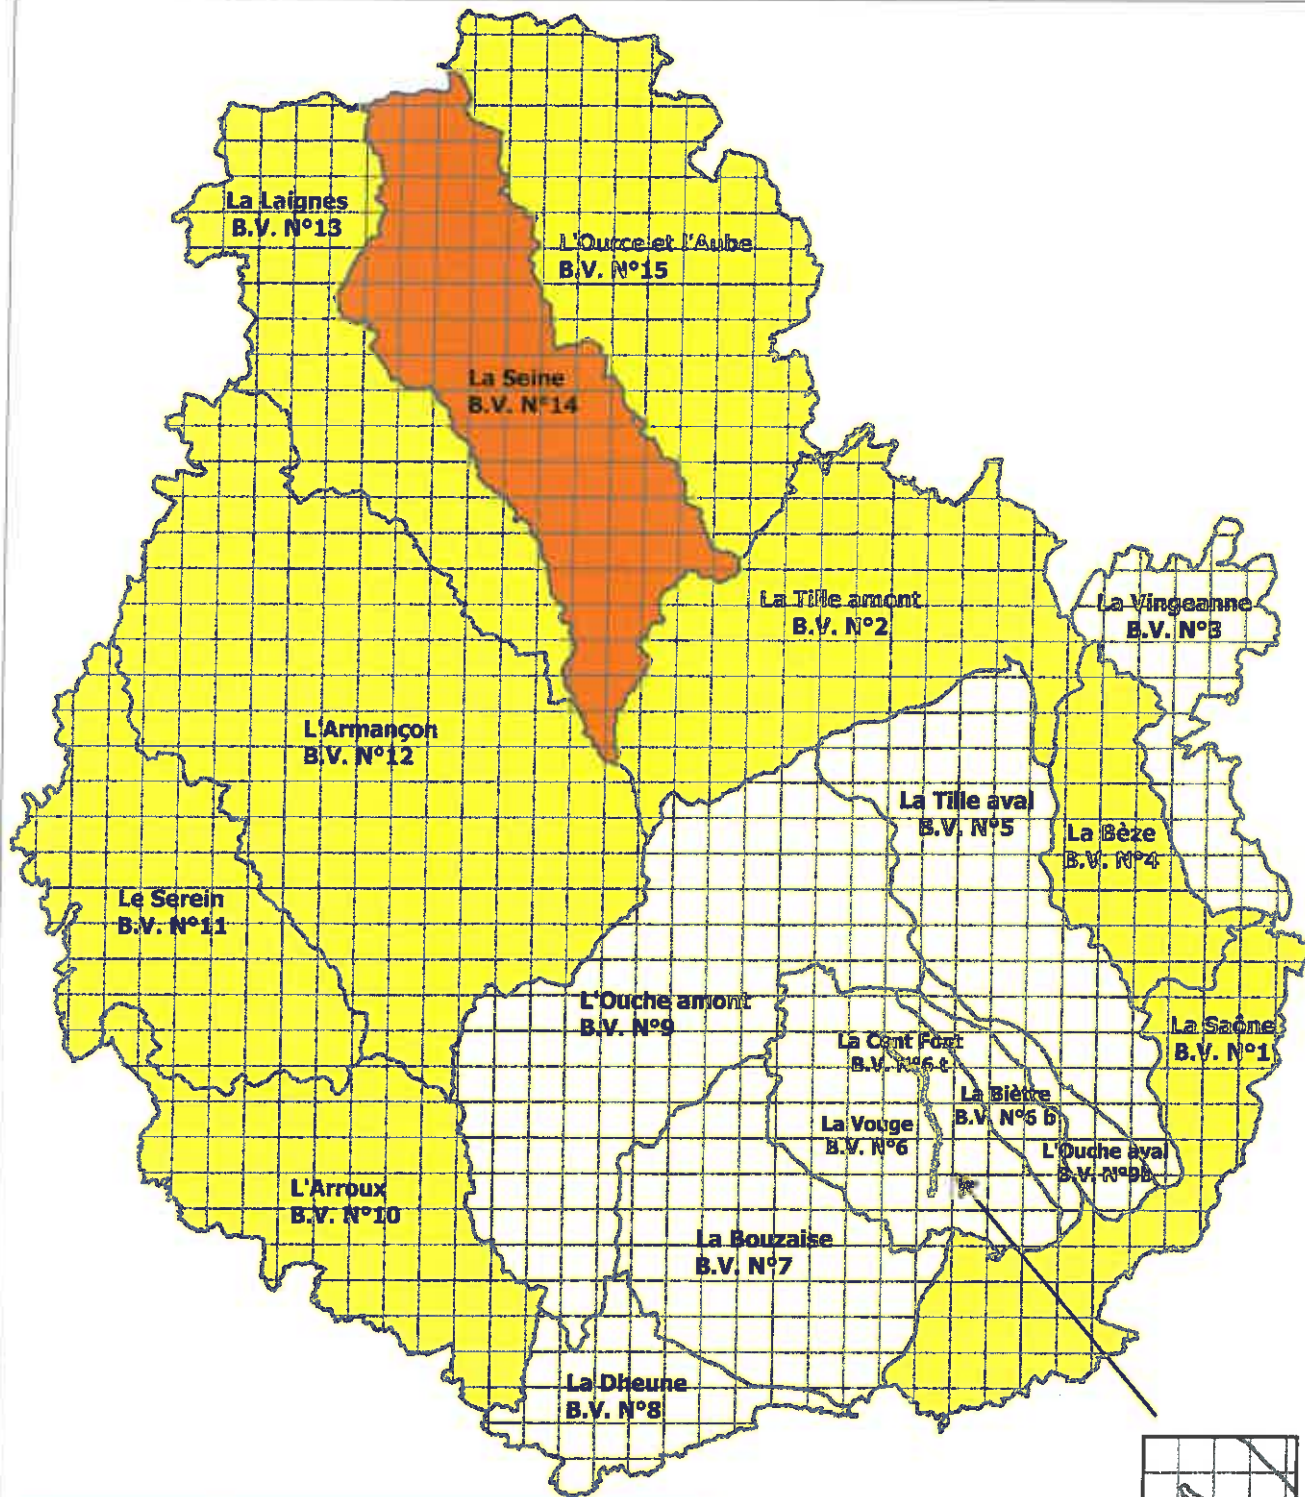 La Laignes
B.V. N°13
L'Ource et l'Aube
B.V. N°15
La Seine
B.V. N°14
La Tille amont
B.V. N°2
La Vingeanne
B.V. N°3
L'Armançon
B.V. N°12
La Tille aval
B.V. N°5
La Bèze
B.V. N°4
Le Serein
B.V. N°11
L'Ouche amont
B.V. N°9
La Saône
B.V. N°1
La Cent Font
B.V. N°6 t
La Biètre
B.V. N°6 b
La Vouge
B.V. N°6
L'Ouche aval
B.V. N°9b
L'Arroux
B.V. N°10
La Bouzaise
B.V. N°7
La Dheune
B.V. N°8